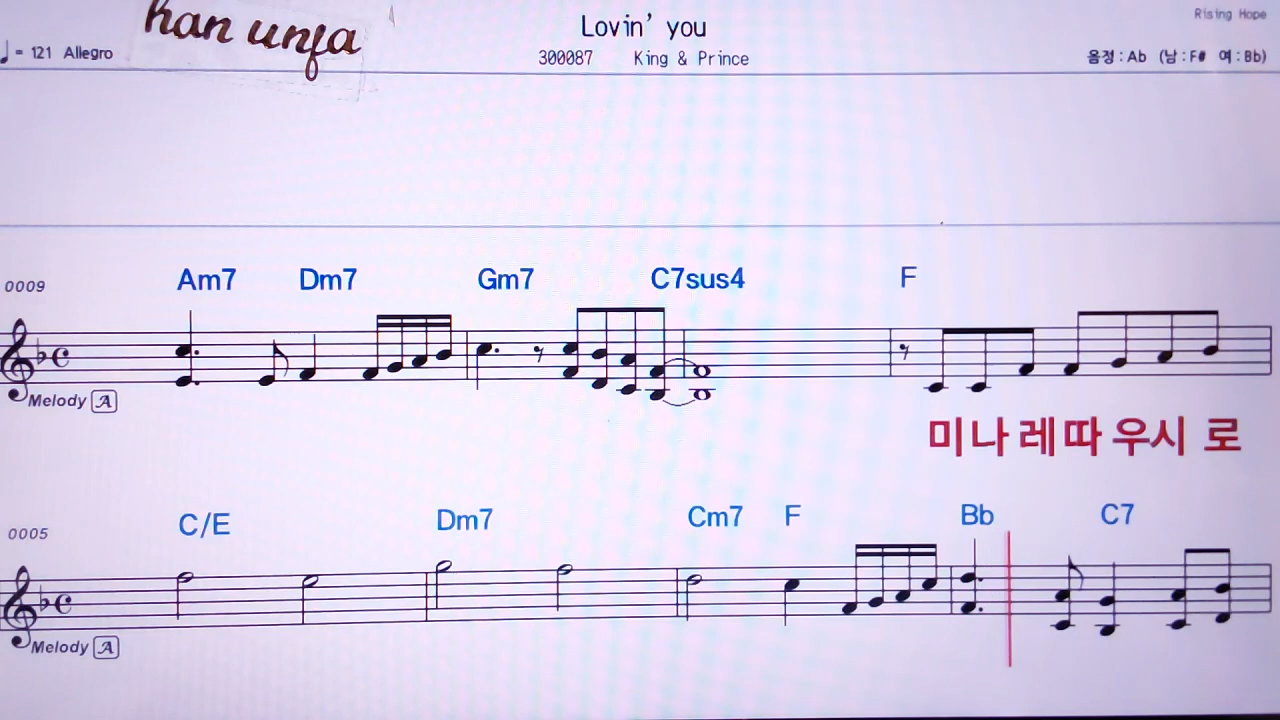 han unja
Lovin' you
Rising Hope
♩= 121 Allegro
300087 King & Prince
음정:Ab (남:F# 여:Bb)
0009
Am7 Dm7 Gm7 C7sus4 F
Melody A
미나레따우시 로
0005
C/E Dm7 Cm7 F Bb C7
Melody A